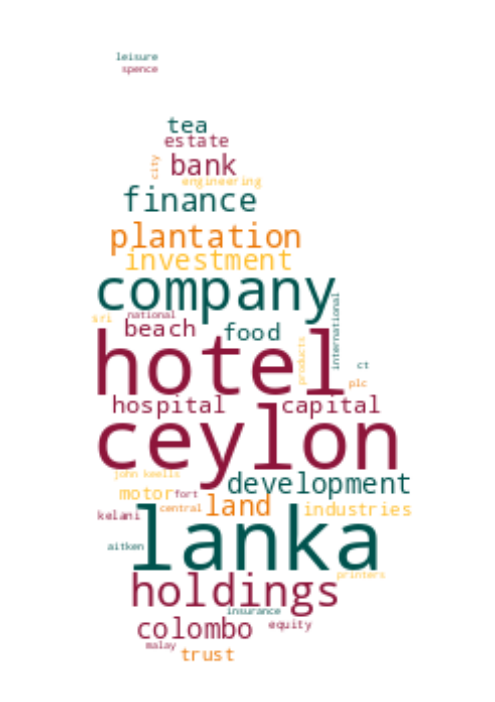 leisure
spence
tea
estate
city
bank
engineering
finance
plantation
investment
company
international
sri
national
beach
food
hotel
products
ct
plc
hospital
capital
ceylon
john keells
development
motor
fort
land
central
industries
kelani
lanka
aitken
printers
holdings
insurance
colombo
equity
malay
trust